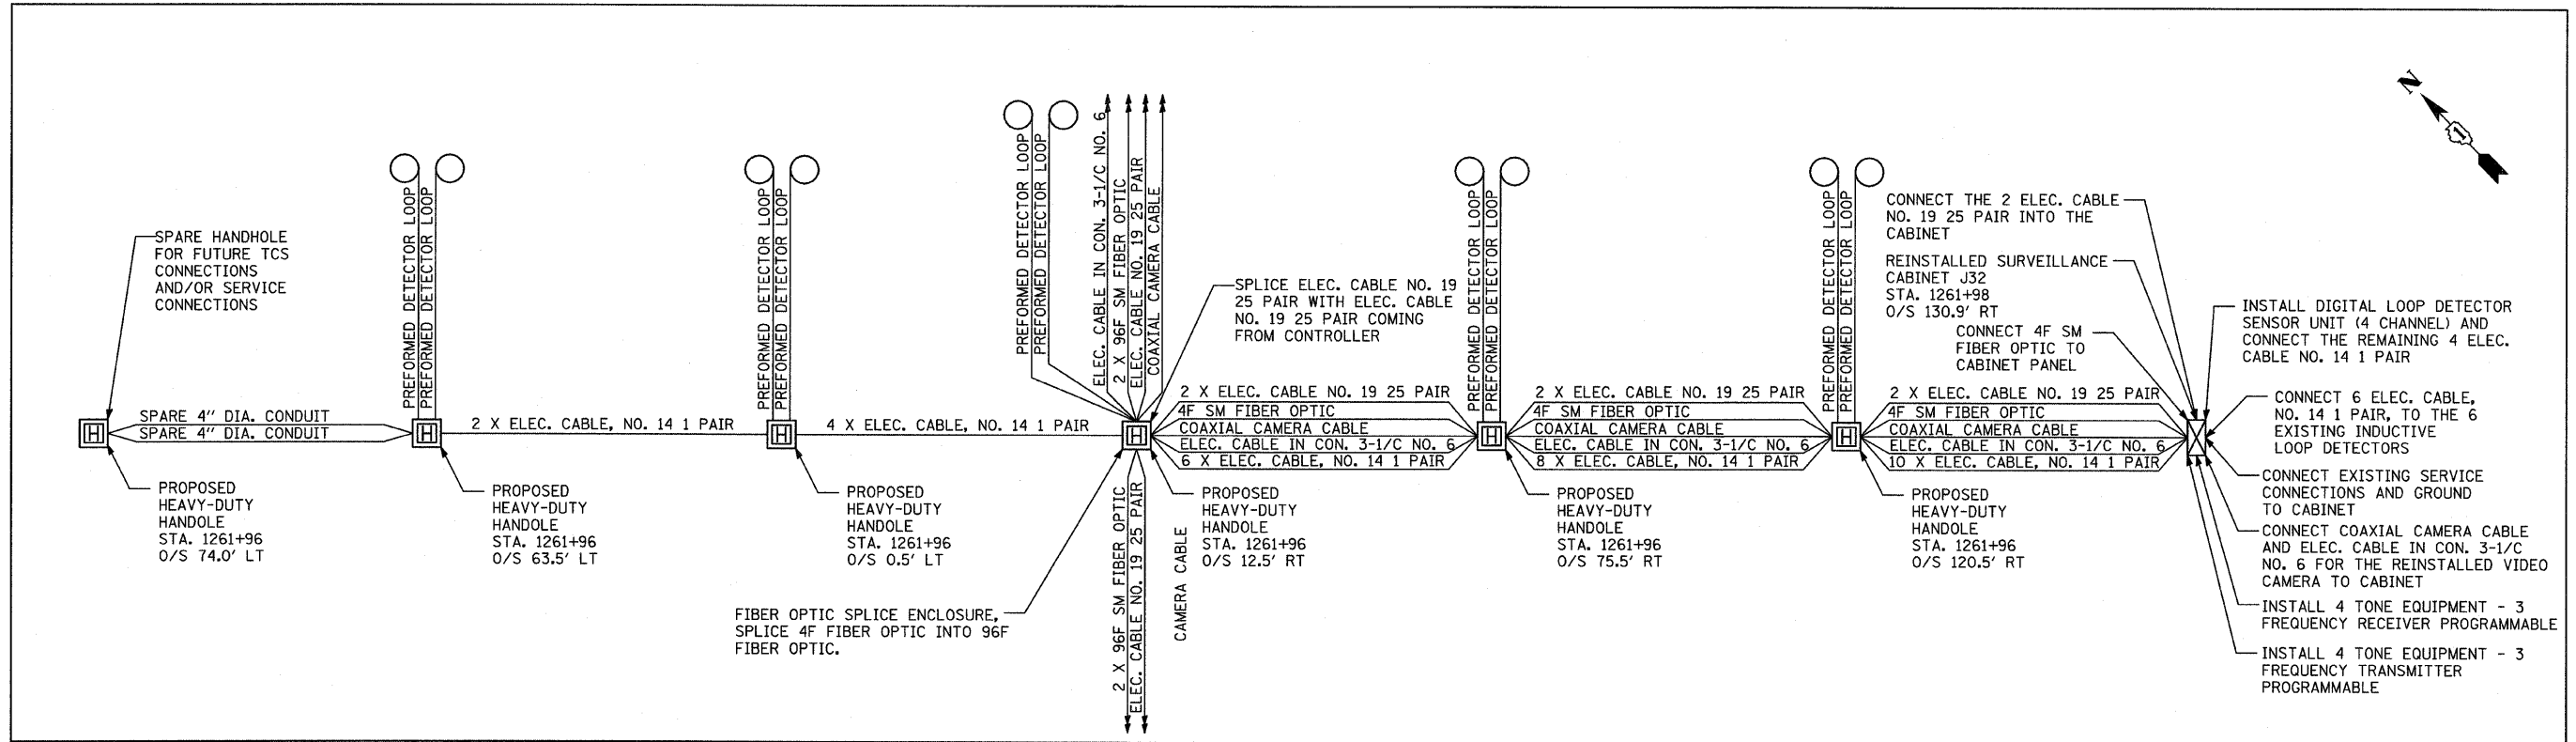 N
1
SPARE HANDHOLE
FOR FUTURE TCS
CONNECTIONS
AND/OR SERVICE
CONNECTIONS
SPARE 4" DIA. CONDUIT
SPARE 4" DIA. CONDUIT
H
PROPOSED
HEAVY-DUTY
HANDOLE
STA. 1261+96
O/S 74.0' LT
PREFORMED DETECTOR LOOP
PREFORMED DETECTOR LOOP
H
PROPOSED
HEAVY-DUTY
HANDOLE
STA. 1261+96
O/S 63.5' LT
2 X ELEC. CABLE, NO. 14 1 PAIR
PREFORMED DETECTOR LOOP
PREFORMED DETECTOR LOOP
H
PROPOSED
HEAVY-DUTY
HANDOLE
STA. 1261+96
O/S 0.5' LT
4 X ELEC. CABLE, NO. 14 1 PAIR
PREFORMED DETECTOR LOOP
PREFORMED DETECTOR LOOP
ELEC. CABLE IN CON. 3-1/C NO. 6
2 X 96F SM FIBER OPTIC
ELEC. CABLE NO. 19 25 PAIR
COAXIAL CAMERA CABLE
H
SPLICE ELEC. CABLE NO. 19
25 PAIR WITH ELEC. CABLE
NO. 19 25 PAIR COMING
FROM CONTROLLER
FIBER OPTIC SPLICE ENCLOSURE,
SPLICE 4F FIBER OPTIC INTO 96F
FIBER OPTIC.
2 X 96F SM FIBER OPTIC
ELEC. CABLE NO. 19 25 PAIR
CAMERA CABLE
PROPOSED
HEAVY-DUTY
HANDOLE
STA. 1261+96
O/S 12.5' RT
2 X ELEC. CABLE NO. 19 25 PAIR
4F SM FIBER OPTIC
COAXIAL CAMERA CABLE
ELEC. CABLE IN CON. 3-1/C NO. 6
6 X ELEC. CABLE, NO. 14 1 PAIR
PREFORMED DETECTOR LOOP
PREFORMED DETECTOR LOOP
H
PROPOSED
HEAVY-DUTY
HANDOLE
STA. 1261+96
O/S 75.5' RT
2 X ELEC. CABLE NO. 19 25 PAIR
4F SM FIBER OPTIC
COAXIAL CAMERA CABLE
ELEC. CABLE IN CON. 3-1/C NO. 6
8 X ELEC. CABLE, NO. 14 1 PAIR
PREFORMED DETECTOR LOOP
PREFORMED DETECTOR LOOP
H
PROPOSED
HEAVY-DUTY
HANDOLE
STA. 1261+96
O/S 120.5' RT
2 X ELEC. CABLE NO. 19 25 PAIR
4F SM FIBER OPTIC
COAXIAL CAMERA CABLE
ELEC. CABLE IN CON. 3-1/C NO. 6
10 X ELEC. CABLE, NO. 14 1 PAIR
CONNECT THE 2 ELEC. CABLE
NO. 19 25 PAIR INTO THE
CABINET
REINSTALLED SURVEILLANCE
CABINET J32
STA. 1261+98
O/S 130.9' RT
CONNECT 4F SM
FIBER OPTIC TO
CABINET PANEL
INSTALL DIGITAL LOOP DETECTOR
SENSOR UNIT (4 CHANNEL) AND
CONNECT THE REMAINING 4 ELEC.
CABLE NO. 14 1 PAIR
CONNECT 6 ELEC. CABLE,
NO. 14 1 PAIR, TO THE 6
EXISTING INDUCTIVE
LOOP DETECTORS
CONNECT EXISTING SERVICE
CONNECTIONS AND GROUND
TO CABINET
CONNECT COAXIAL CAMERA CABLE
AND ELEC. CABLE IN CON. 3-1/C
NO. 6 FOR THE REINSTALLED VIDEO
CAMERA TO CABINET
INSTALL 4 TONE EQUIPMENT - 3
FREQUENCY RECEIVER PROGRAMMABLE
INSTALL 4 TONE EQUIPMENT - 3
FREQUENCY TRANSMITTER
PROGRAMMABLE